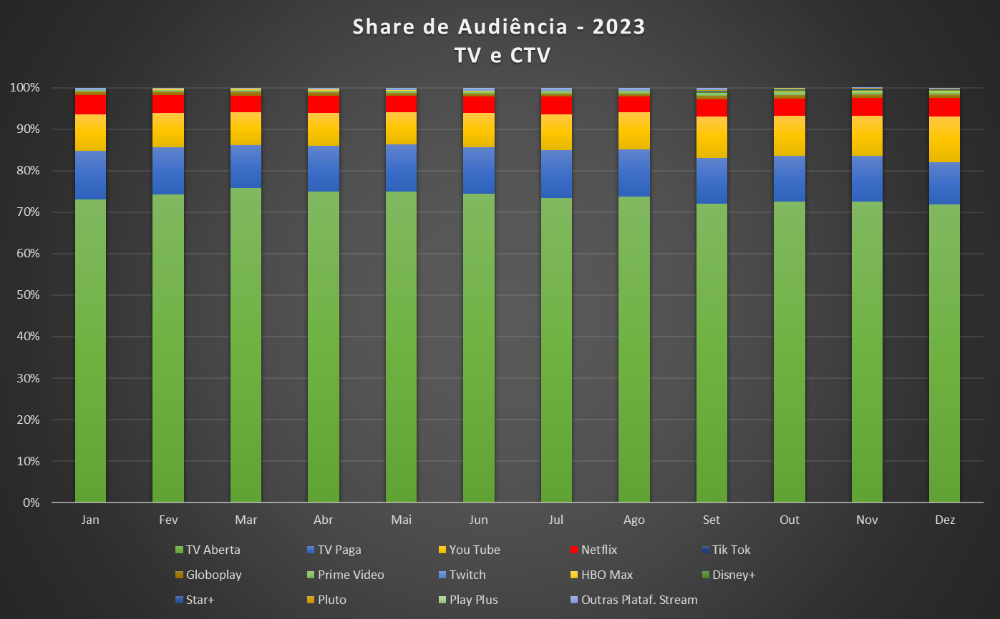 Share de Audiência - 2023
TV e CTV
100%
90%
80%
70%
60%
50%
40%
30%
20%
10%
0%
Jan Fev Mar Abr Mai Jun Jul Ago Set Out Nov Dez
TV Aberta TV Paga You Tube Netflix Tik Tok
Globoplay Prime Video Twitch HBO Max Disney+
Star+ Pluto Play Plus Outras Plataf. Stream